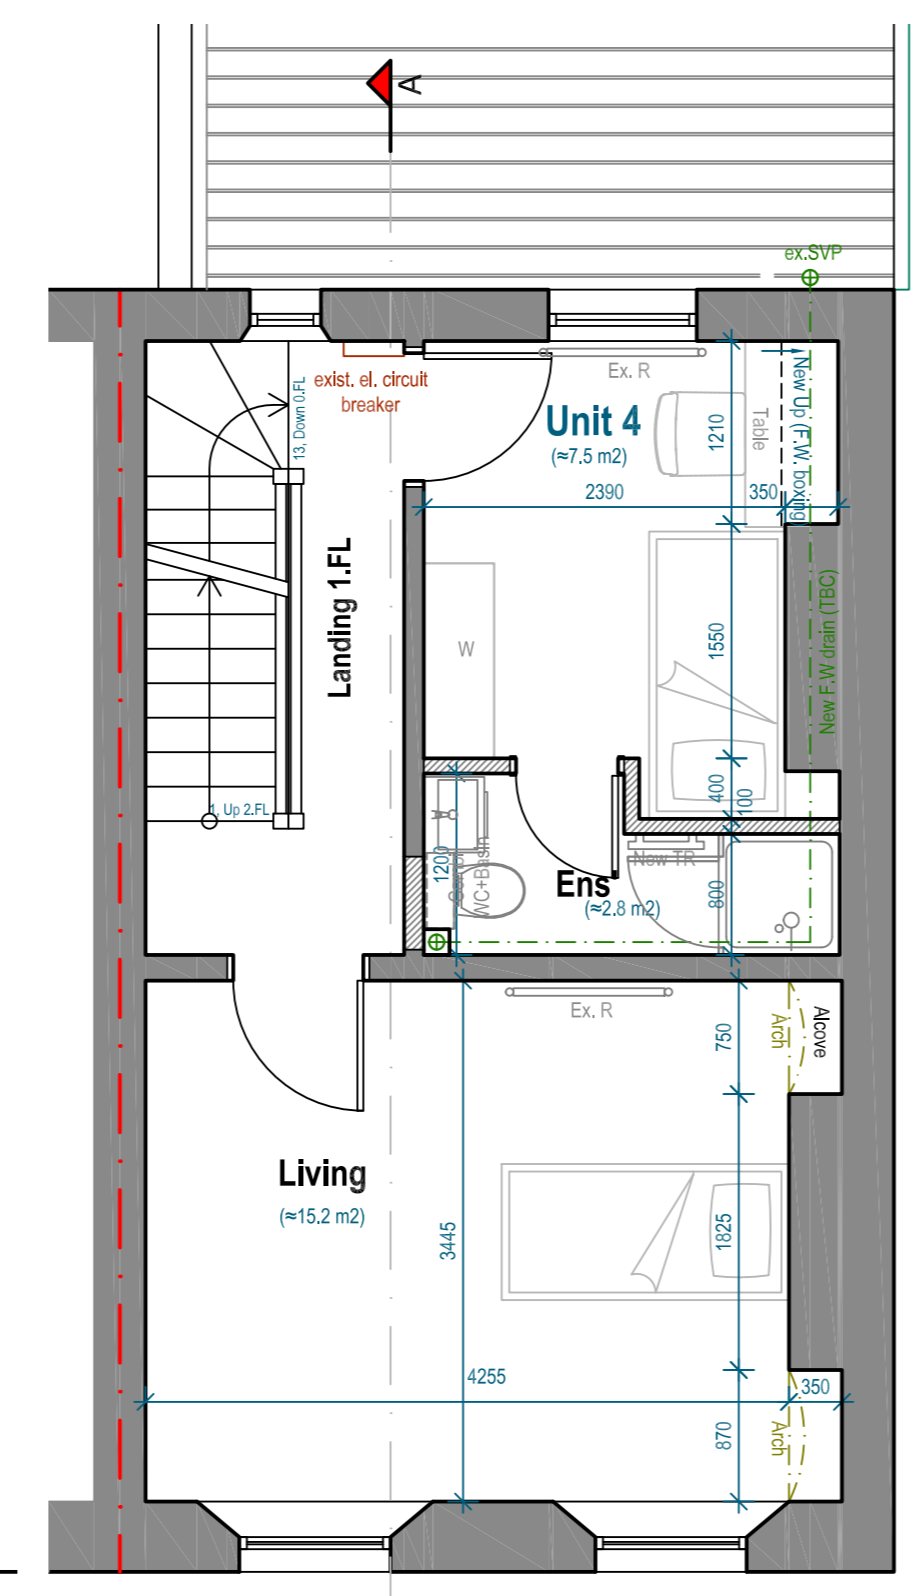 A
ex.SVP
exist. el. circuit
breaker
13, Down 0.FL
Ex. R
Unit 4
(≈7.5 m2)
1210
Table
New Up (F.W. boxing)
2390
350
Landing 1.FL
W
1550
New F.W drain (TBC)
400
100
1, Up 2.FL
1200
WC+Basin
New TR
Ens
(≈2.8 m2)
800
Ex. R
750
Arch
Alcove
Living
(≈15.2 m2)
3445
1825
4255
350
870
Arch